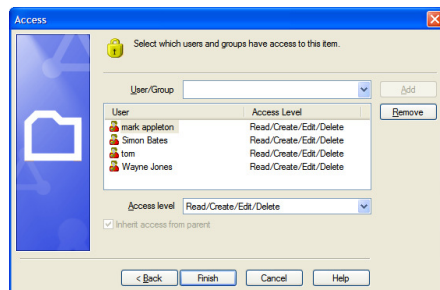 Access
Select which users and groups have access to this item.
User/Group
Add
User Access Level
Remove
mark appleton Read/Create/Edit/Delete
Simon Bates Read/Create/Edit/Delete
tom Read/Create/Edit/Delete
Wayne Jones Read/Create/Edit/Delete
Access level Read/Create/Edit/Delete
Inherit access from parent
< Back Finish Cancel Help